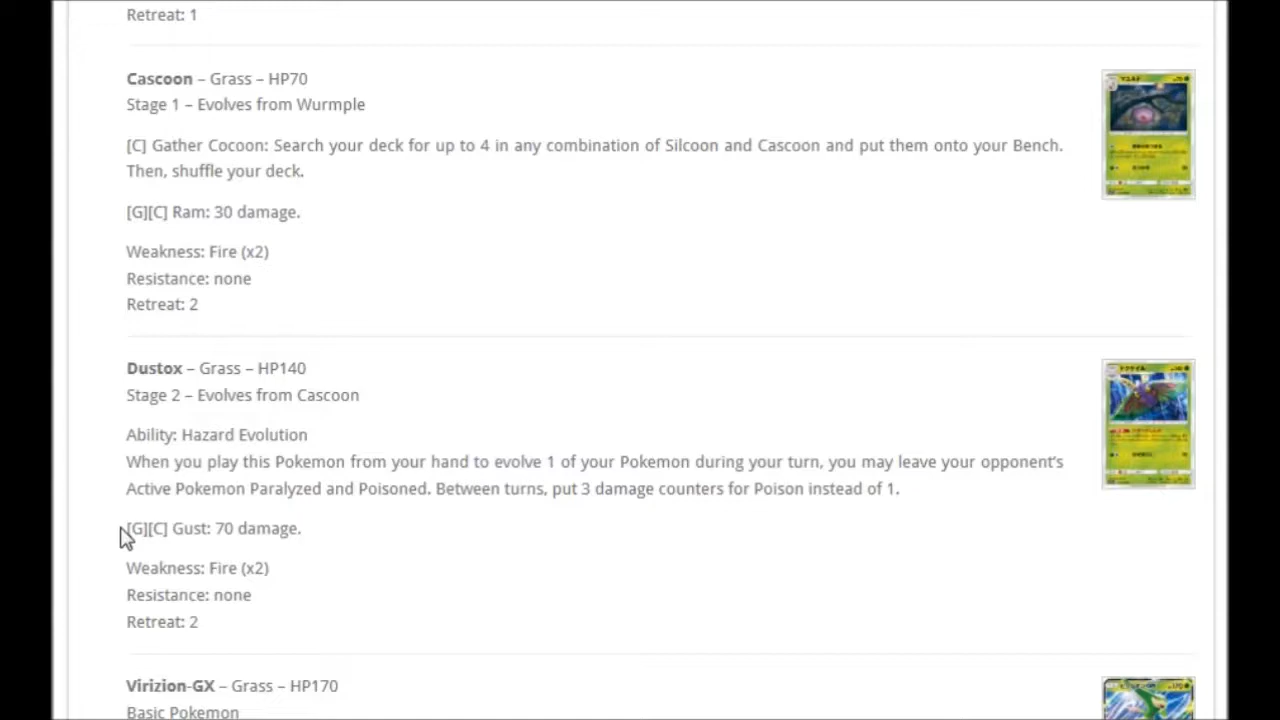 Retreat: 1
Cascoon – Grass – HP70
Stage 1 – Evolves from Wurmple
[C] Gather Cocoon: Search your deck for up to 4 in any combination of Silcoon and Cascoon and put them onto your Bench.
Then, shuffle your deck.
[G][C] Ram: 30 damage.
Weakness: Fire (x2)
Resistance: none
Retreat: 2
Dustox – Grass – HP140
Stage 2 – Evolves from Cascoon
Ability: Hazard Evolution
When you play this Pokemon from your hand to evolve 1 of your Pokemon during your turn, you may leave your opponent's
Active Pokemon Paralyzed and Poisoned. Between turns, put 3 damage counters for Poison instead of 1.
[G][C] Gust: 70 damage.
Weakness: Fire (x2)
Resistance: none
Retreat: 2
Virizion-GX – Grass – HP170
Basic Pokemon